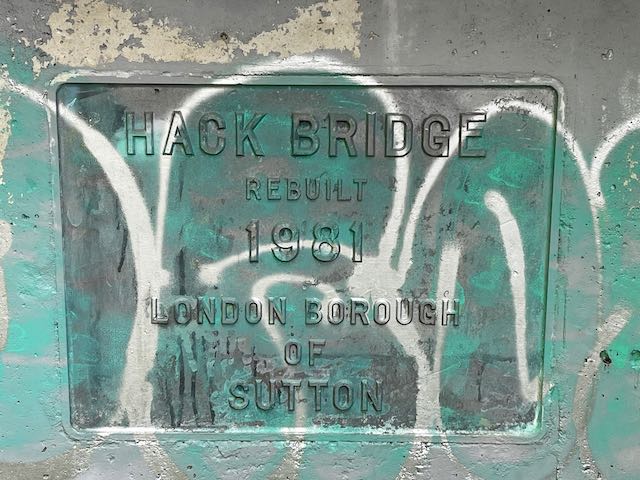 HACK BRIDGE
REBUILT
1981
LONDON BOROUGH
OF
SUTTON